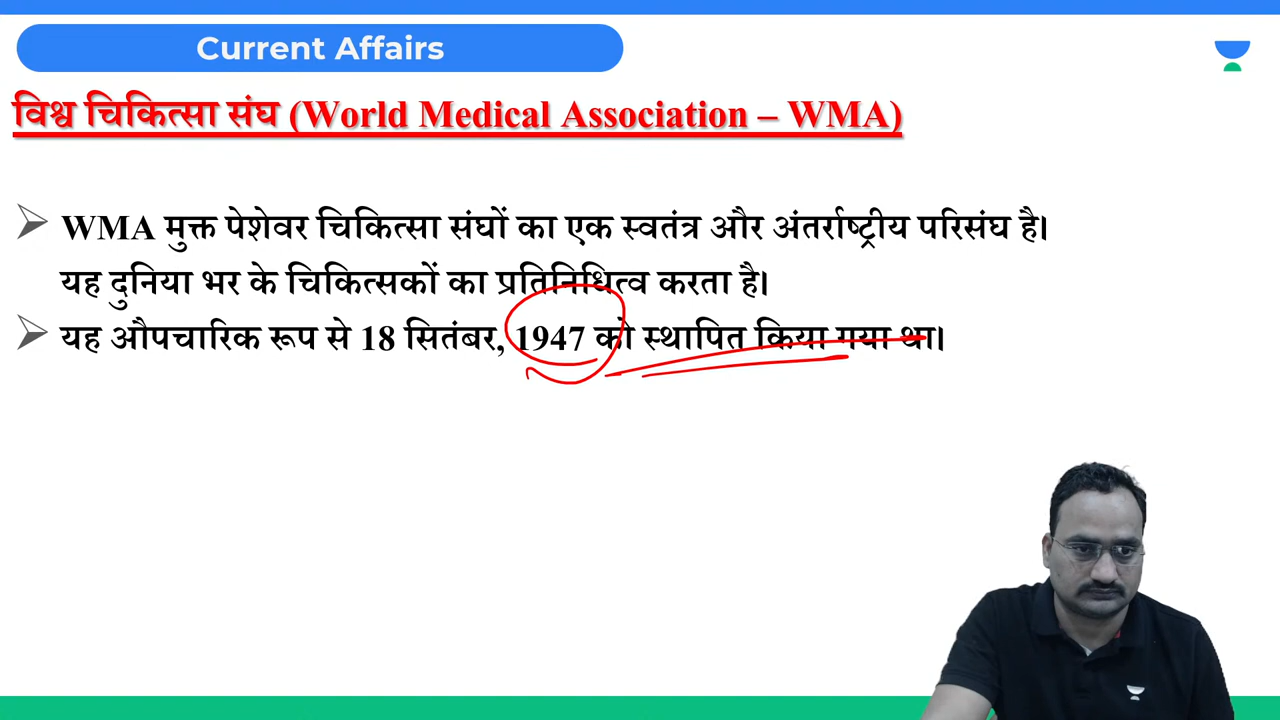 Current Affairs
विश्व चिकित्सा संघ (World Medical Association – WMA)
WMA मुक्त पेशेवर चिकित्सा संघों का एक स्वतंत्र और अंतर्राष्ट्रीय परिसंघ है।
यह दुनिया भर के चिकित्सकों का प्रतिनिधित्व करता है।
यह औपचारिक रूप से 18 सितंबर, 1947 को स्थापित किया गया था।